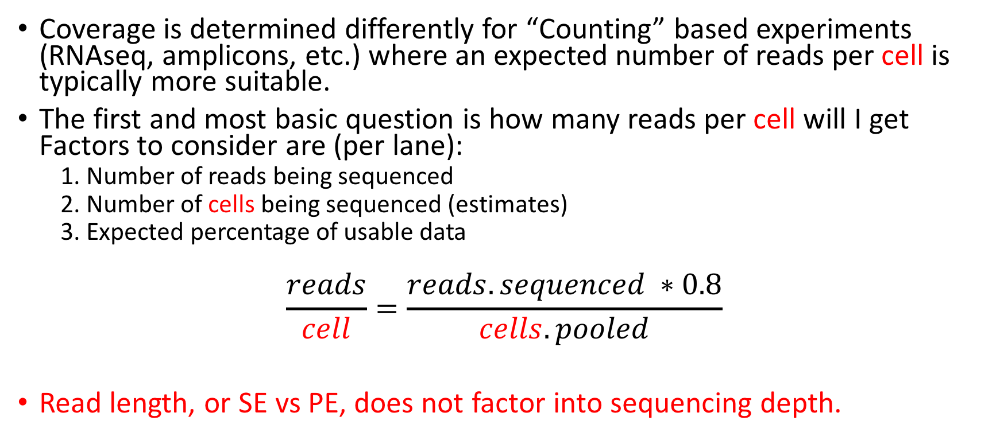 • Coverage is determined differently for “Counting” based experiments
(RNAseq, amplicons, etc.) where an expected number of reads per cell is
typically more suitable.
• The first and most basic question is how many reads per cell will I get
Factors to consider are (per lane):
1. Number of reads being sequenced
2. Number of cells being sequenced (estimates)
3. Expected percentage of usable data
reads/cell = reads.sequenced * 0.8/cells.pooled
• Read length, or SE vs PE, does not factor into sequencing depth.